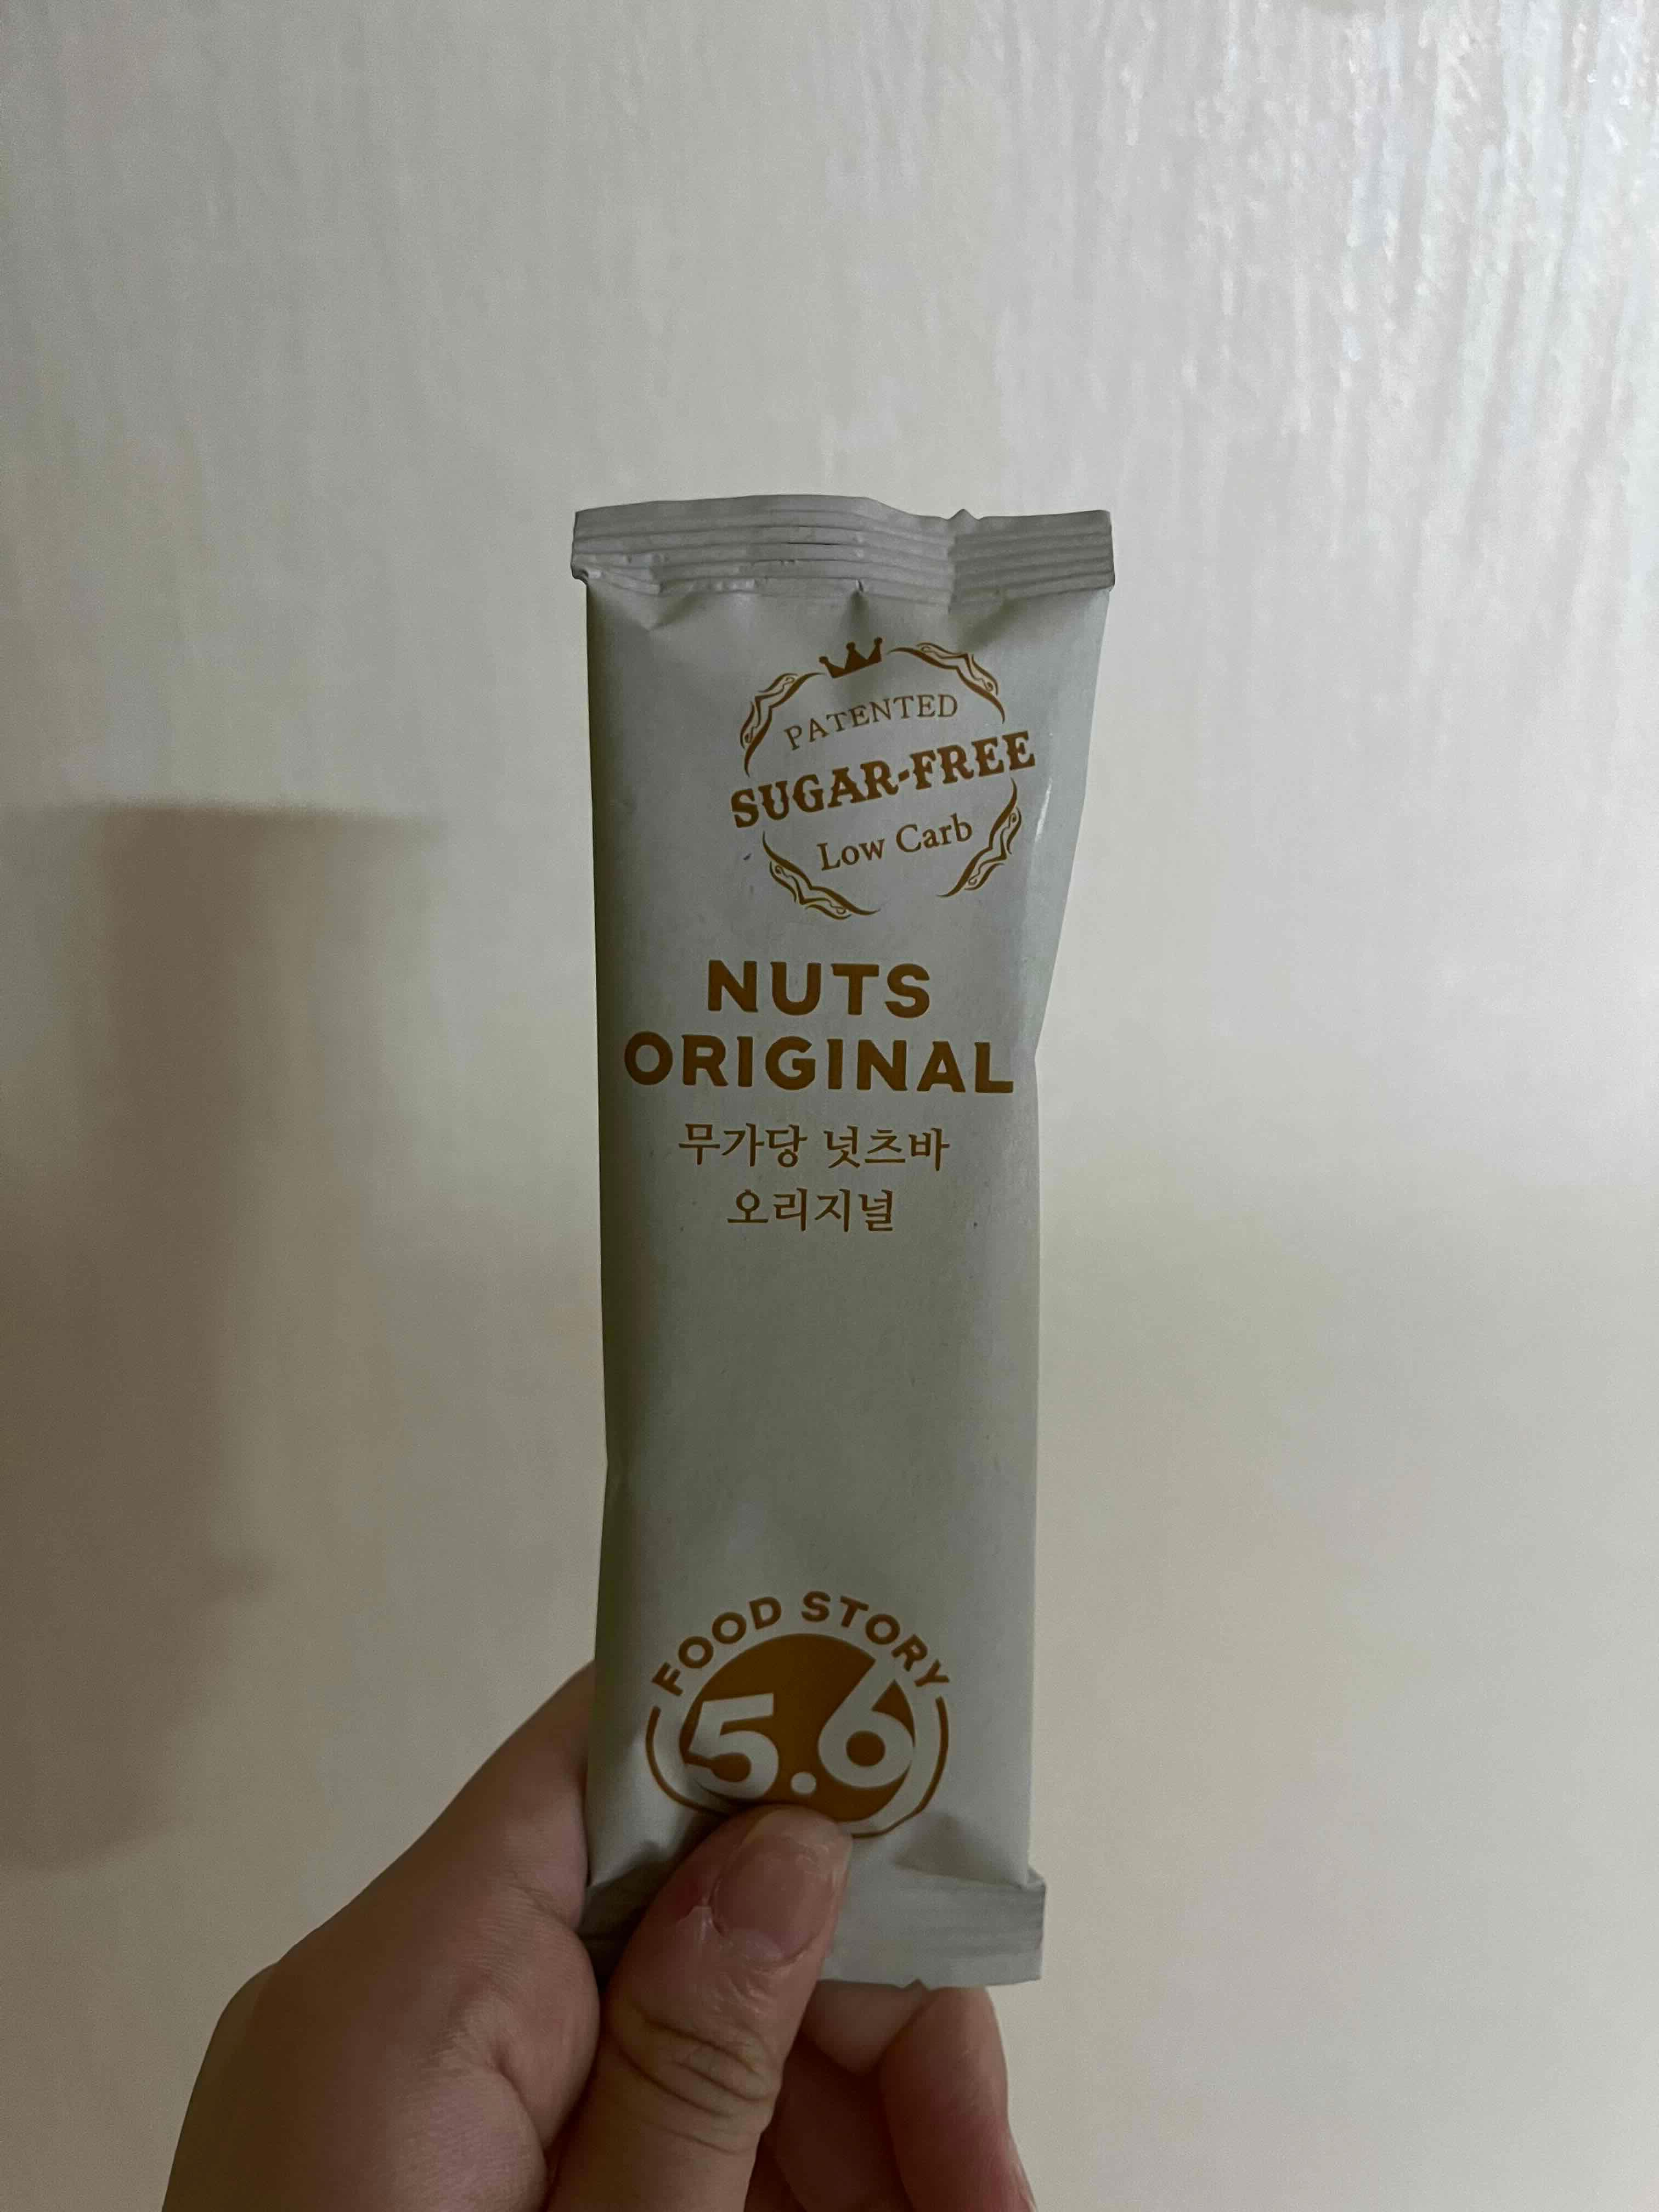 PATENTED
SUGAR-FREE
Low Carb
NUTS
ORIGINAL
무가당 넛츠바
오리지널
FOOD STORY
5.6